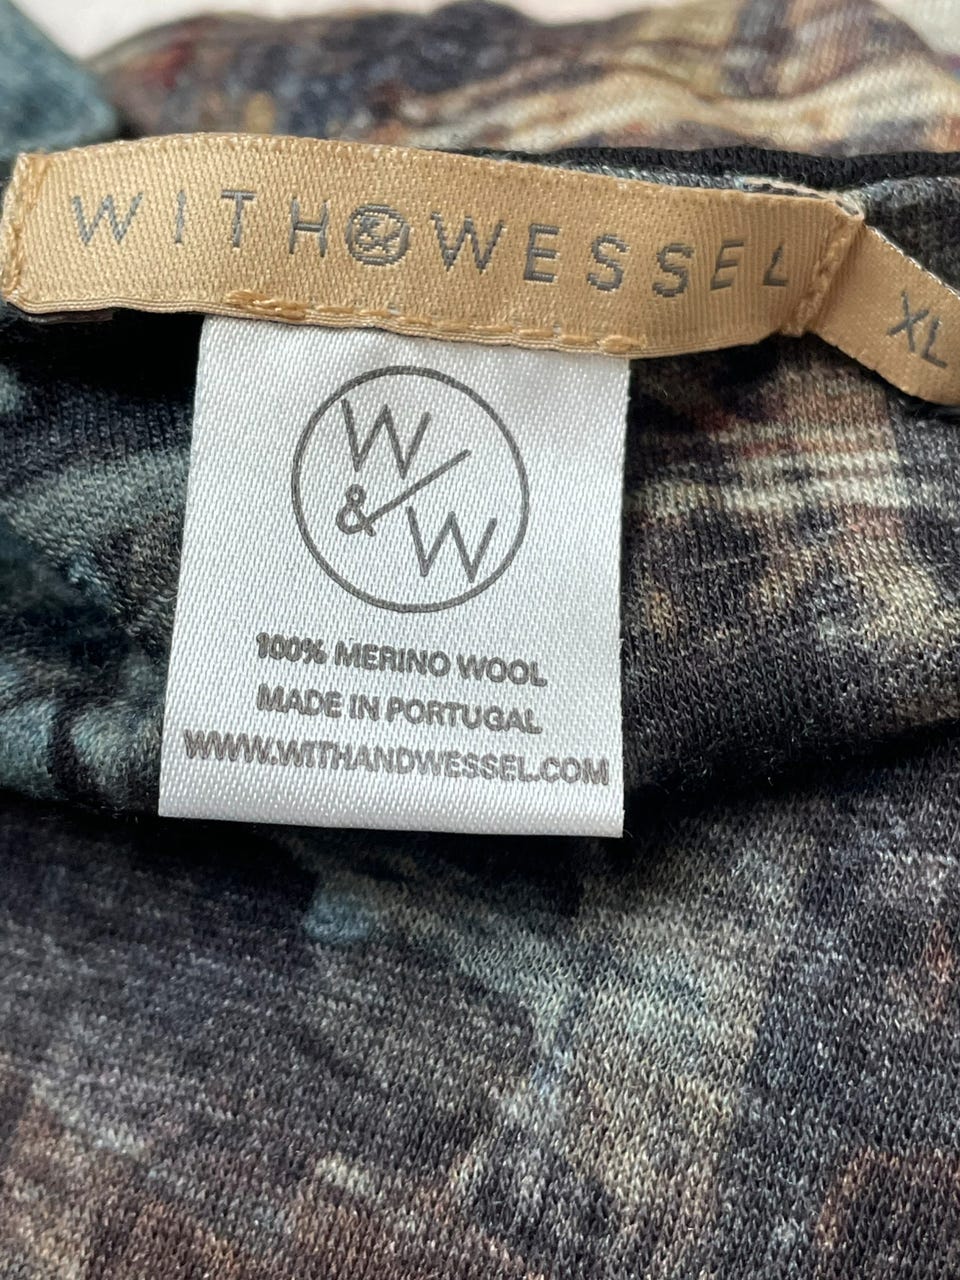 WITH&WESSEL
XL
W
&
W
100% MERINO WOOL
MADE IN PORTUGAL
WWW.WITHANDWESSEL.COM